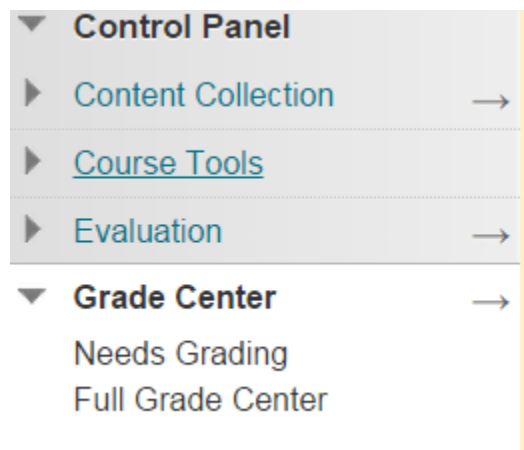 Control Panel
Content Collection
Course Tools
Evaluation
Grade Center
Needs Grading
Full Grade Center